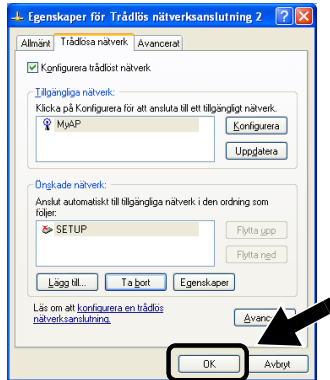 Egenskaper för Trådlös nätverksanslutning 2
Allmänt Trådlösa nätverk Avancerat
Konfigurera trådlöst nätverk
Tillgängliga nätverk:
Klicka på Konfigurera för att ansluta till ett tillgängligt nätverk.
MyAP
Konfigurera
Uppdatera
Önskade nätverk:
Anslut automatiskt till tillgängliga nätverk i den ordning som
följer:
SETUP
Flytta upp
Flytta ned
Lägg till... Ta bort Egenskaper
Läs om att konfigurera en trådlös
nätverksanslutning.
OK Avbryt